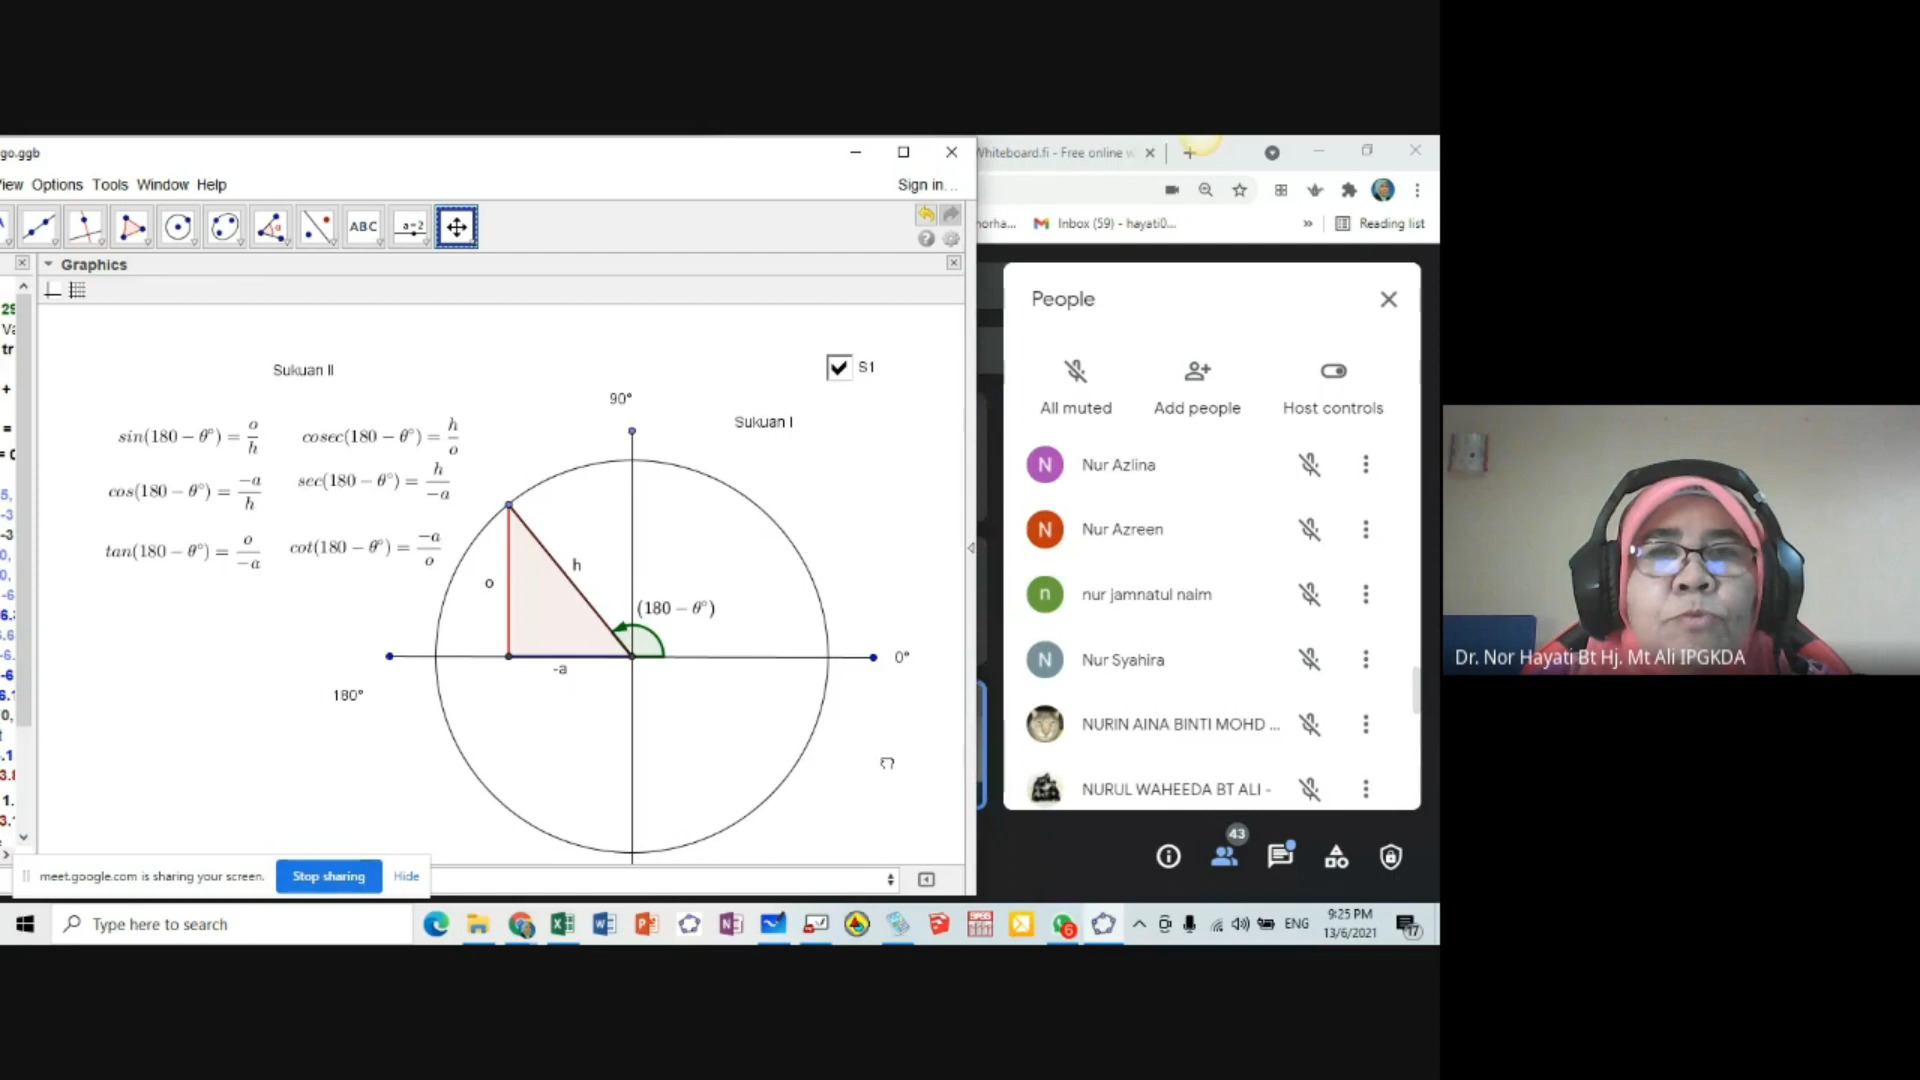 go.ggb
View Options Tools Window Help
Sign in...
ABC
a=2
Graphics
Sukuan II
S1
90°
Sukuan I
sin(180 − θ°) = o/h
cosec(180 − θ°) = h/o
cos(180 − θ°) = −a/h
sec(180 − θ°) = h/−a
tan(180 − θ°) = o/−a
cot(180 − θ°) = −a/o
h
o
(180 − θ°)
-a
0°
180°
meet.google.com is sharing your screen.
Stop sharing
Hide
Whiteboard.fi - Free online
Inbox (59) - hayati0...
»
Reading list
People
All muted
Add people
Host controls
N Nur Azlina
N Nur Azreen
n nur jamnatul naim
N Nur Syahira
NURIN AINA BINTI MOHD ...
NURUL WAHEEDA BT ALI -
43
Type here to search
6
ENG
9:25 PM
13/6/2021
17
Dr. Nor Hayati Bt Hj. Mt Ali IPGKDA